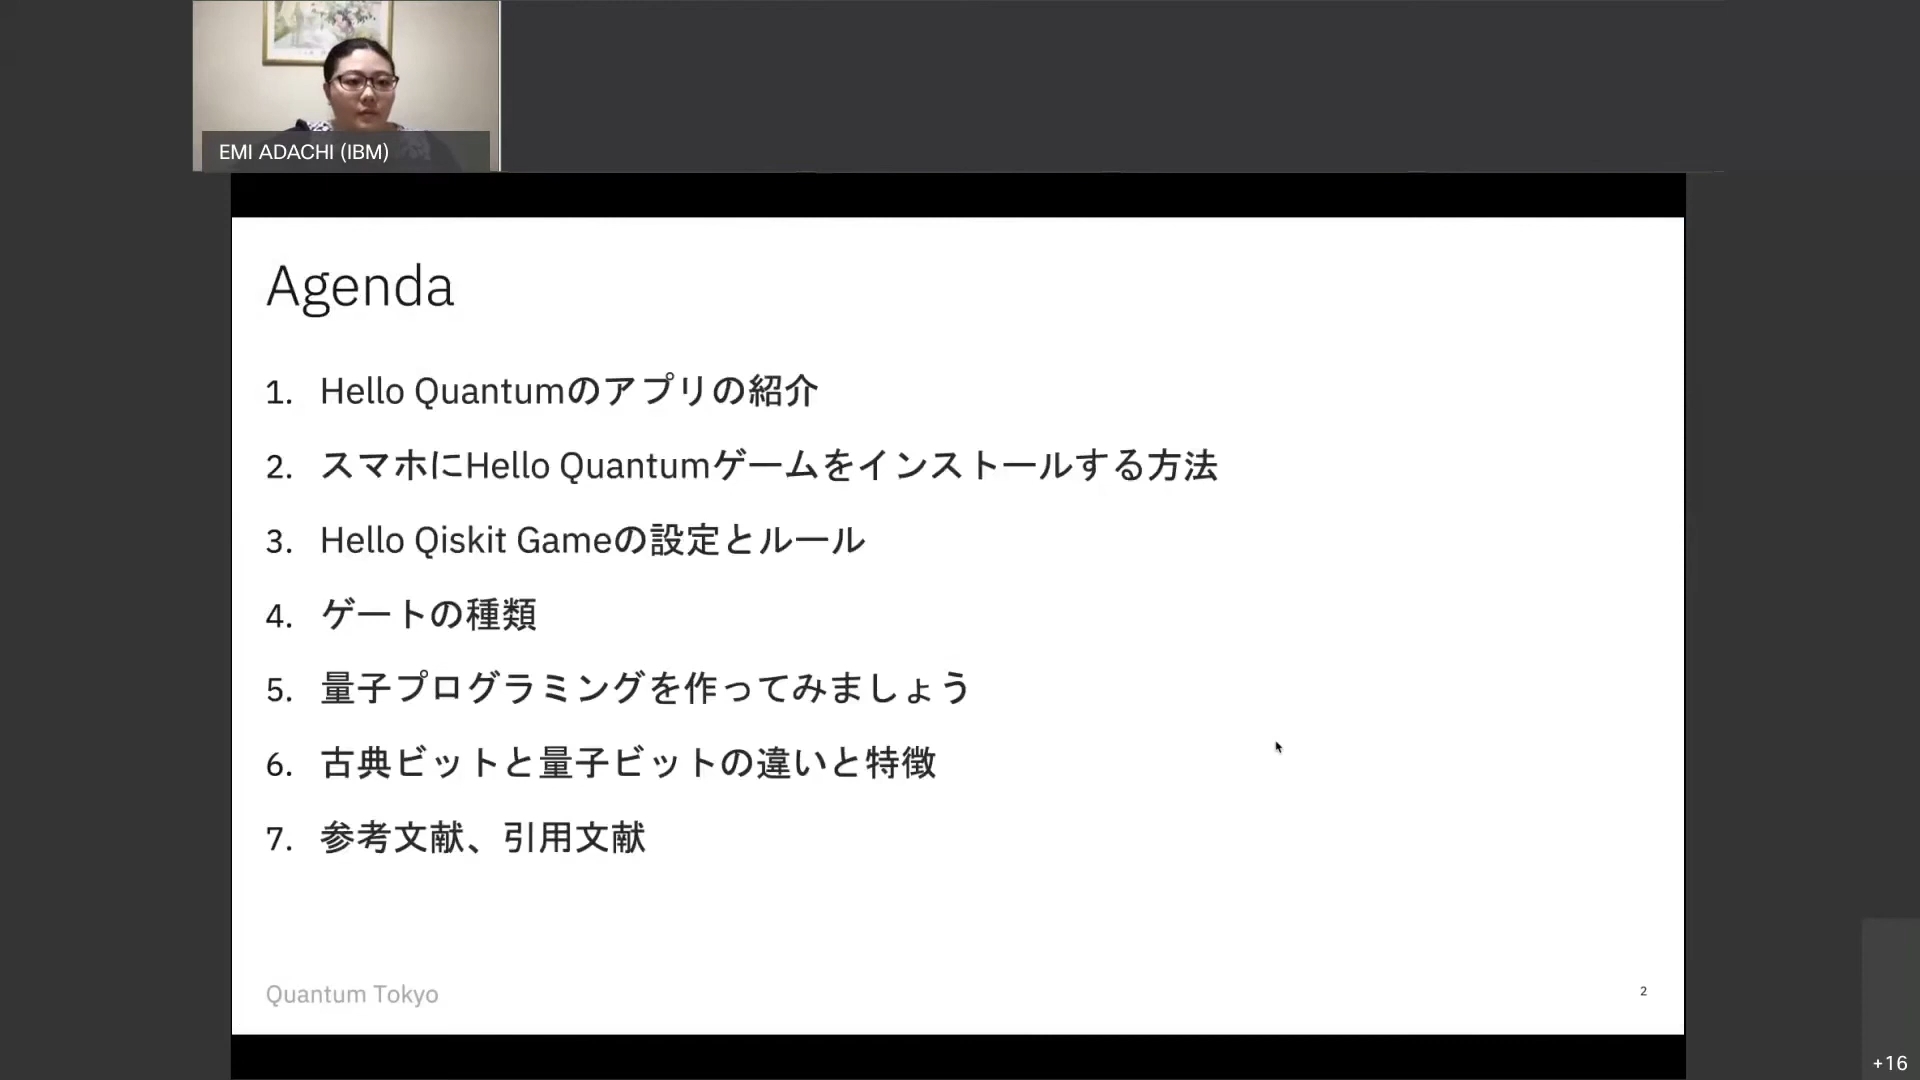 EMI ADACHI (IBM)
Agenda
1. Hello Quantumのアプリの紹介
2. スマホにHello Quantumゲームをインストールする方法
3. Hello Qiskit Gameの設定とルール
4. ゲートの種類
5. 量子プログラミングを作ってみましょう
6. 古典ビットと量子ビットの違いと特徴
7. 参考文献、引用文献
Quantum Tokyo
2
+16